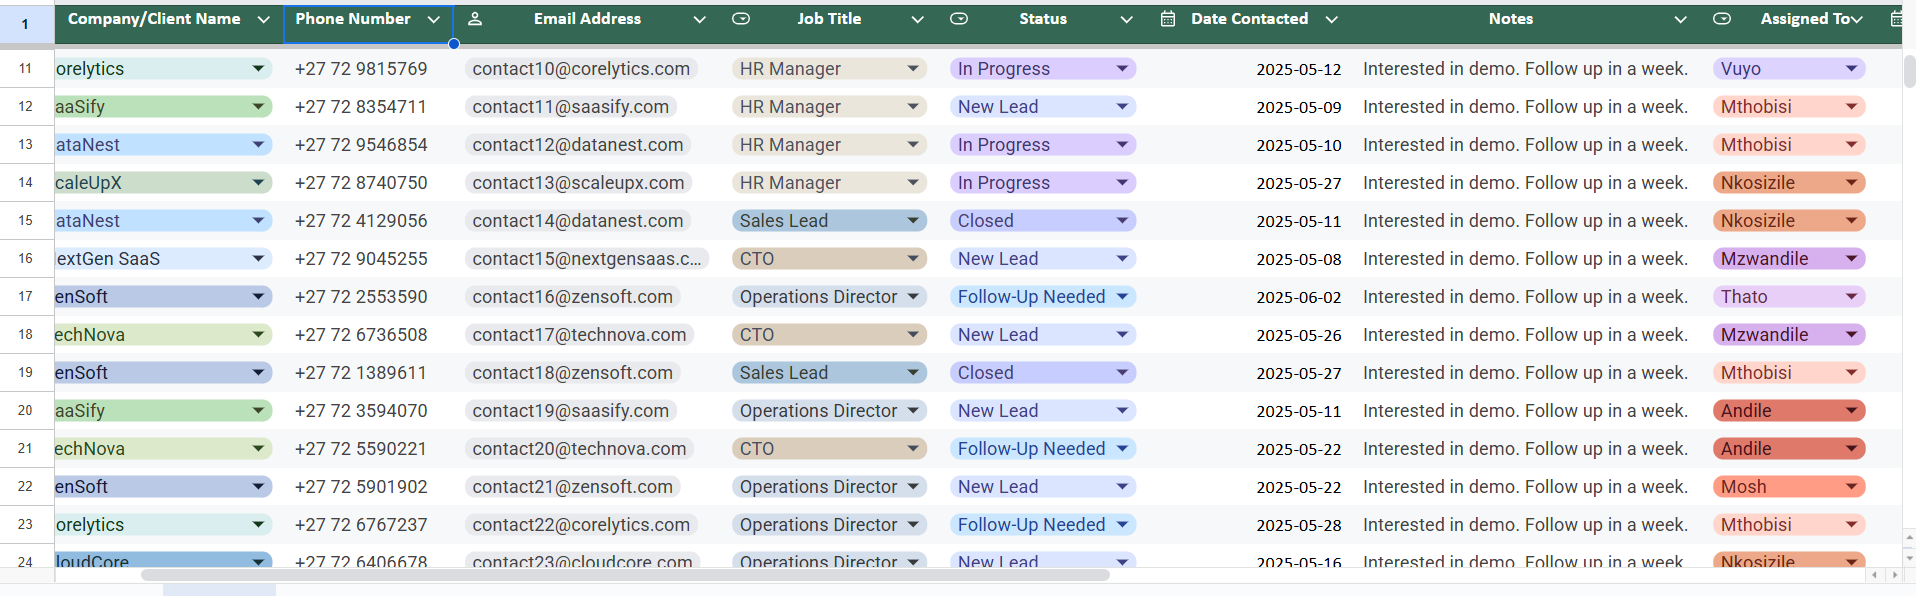 1 Company/Client Name Phone Number Email Address Job Title Status Date Contacted Notes Assigned To
11 orelytics +27 72 9815769 contact10@corelytics.com HR Manager In Progress 2025-05-12 Interested in demo. Follow up in a week. Vuyo
12 aaSify +27 72 8354711 contact11@saasify.com HR Manager New Lead 2025-05-09 Interested in demo. Follow up in a week. Mthobisi
13 ataNest +27 72 9546854 contact12@datanest.com HR Manager In Progress 2025-05-10 Interested in demo. Follow up in a week. Mthobisi
14 caleUpX +27 72 8740750 contact13@scaleupx.com HR Manager In Progress 2025-05-27 Interested in demo. Follow up in a week. Nkosizile
15 ataNest +27 72 4129056 contact14@datanest.com Sales Lead Closed 2025-05-11 Interested in demo. Follow up in a week. Nkosizile
16 extGen SaaS +27 72 9045255 contact15@nextgensaas.c... CTO New Lead 2025-05-08 Interested in demo. Follow up in a week. Mzwandile
17 enSoft +27 72 2553590 contact16@zensoft.com Operations Director Follow-Up Needed 2025-06-02 Interested in demo. Follow up in a week. Thato
18 echNova +27 72 6736508 contact17@technova.com CTO New Lead 2025-05-26 Interested in demo. Follow up in a week. Mzwandile
19 enSoft +27 72 1389611 contact18@zensoft.com Sales Lead Closed 2025-05-27 Interested in demo. Follow up in a week. Mthobisi
20 aaSify +27 72 3594070 contact19@saasify.com Operations Director New Lead 2025-05-11 Interested in demo. Follow up in a week. Andile
21 echNova +27 72 5590221 contact20@technova.com CTO Follow-Up Needed 2025-05-22 Interested in demo. Follow up in a week. Andile
22 enSoft +27 72 5901902 contact21@zensoft.com Operations Director New Lead 2025-05-22 Interested in demo. Follow up in a week. Mosh
23 orelytics +27 72 6767237 contact22@corelytics.com Operations Director Follow-Up Needed 2025-05-28 Interested in demo. Follow up in a week. Mthobisi
24 loudCore +27 72 6406678 contact23@cloudcore.com Operations Director New Lead 2025-05-16 Interested in demo. Follow up in a week. Nkosizile